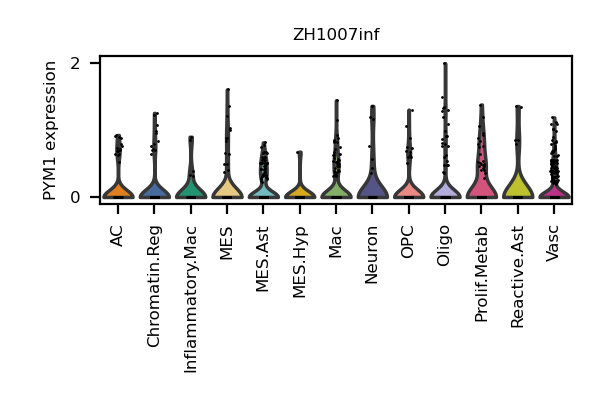 ZH1007inf
PYM1 expression
2
0
AC
Chromatin.Reg
Inflammatory.Mac
MES
MES.Ast
MES.Hyp
Mac
Neuron
OPC
Oligo
Prolif.Metab
Reactive.Ast
Vasc